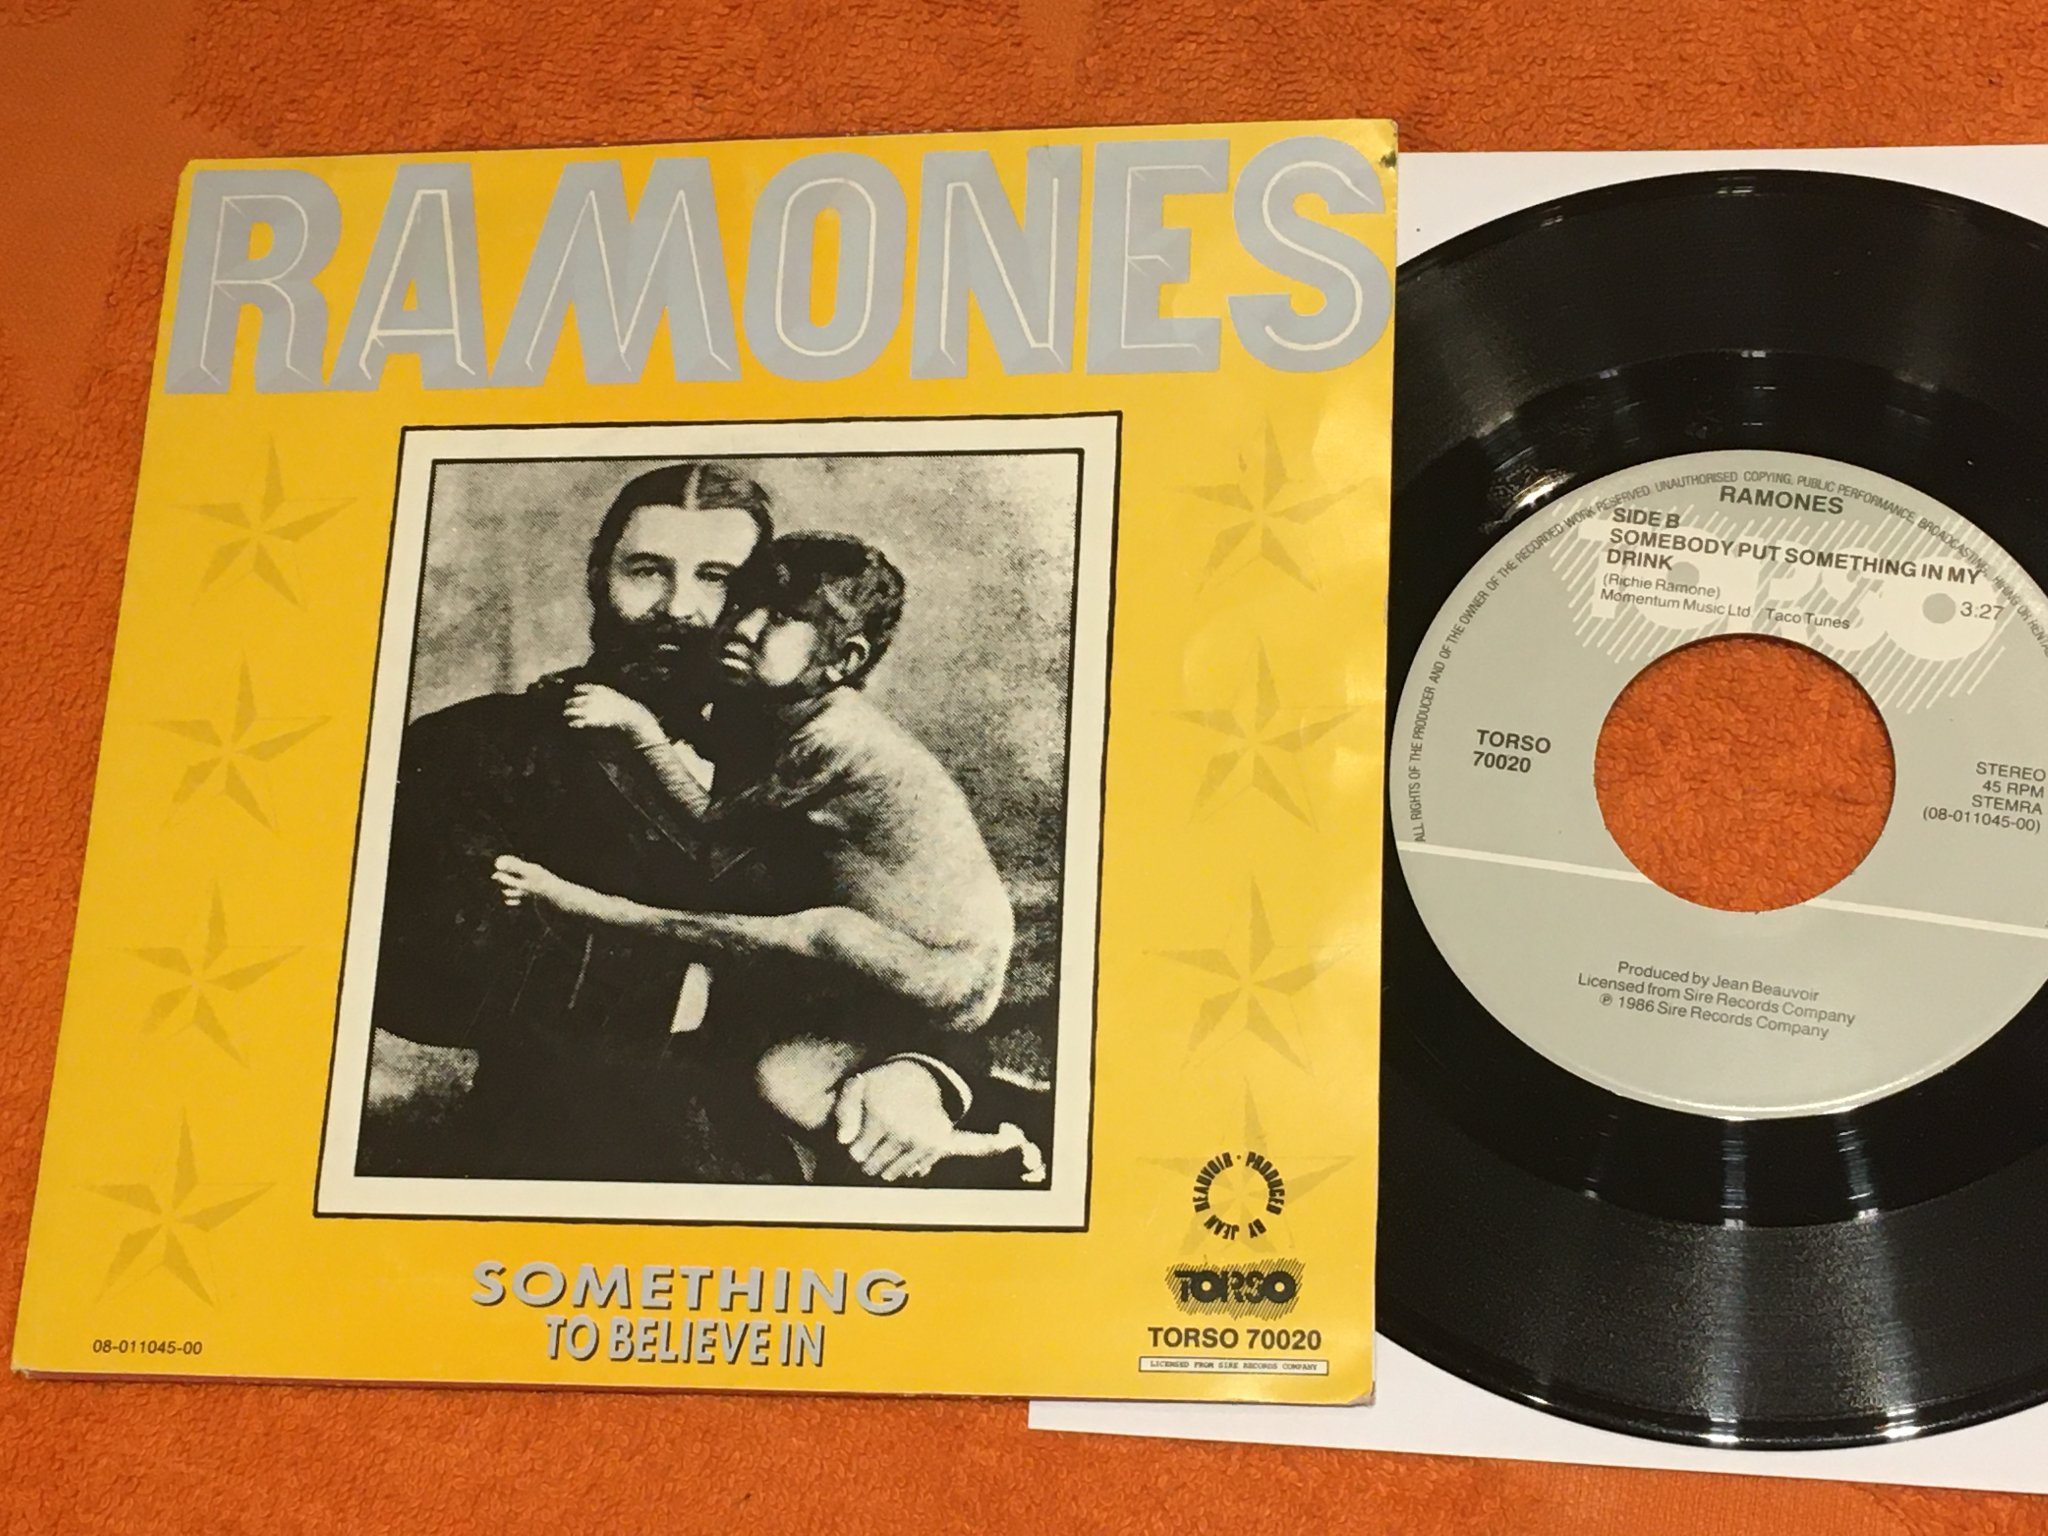 RAMONES
JEAN BEAUVOIR · PRODUCED BY
TORSO
SOMETHING
TO BELIEVE IN
08-011045-00
TORSO 70020
LICENSED FROM SIRE RECORDS COMPANY
ALL RIGHTS OF THE PRODUCER AND OF THE OWNER OF THE RECORDED WORK RESERVED. UNAUTHORISED COPYING, PUBLIC PERFORMANCE, BROADCASTING, HIRING OR
RAMONES
SIDE B
SOMEBODY PUT SOMETHING IN MY
DRINK
(Richie Ramone)
3:27
Momentum Music Ltd Taco Tunes
TORSO
TORSO
70020
STEREO
45 RPM
STEMRA
(08-011045-00)
Produced by Jean Beauvoir
Licensed from Sire Records Company
℗ 1986 Sire Records Company